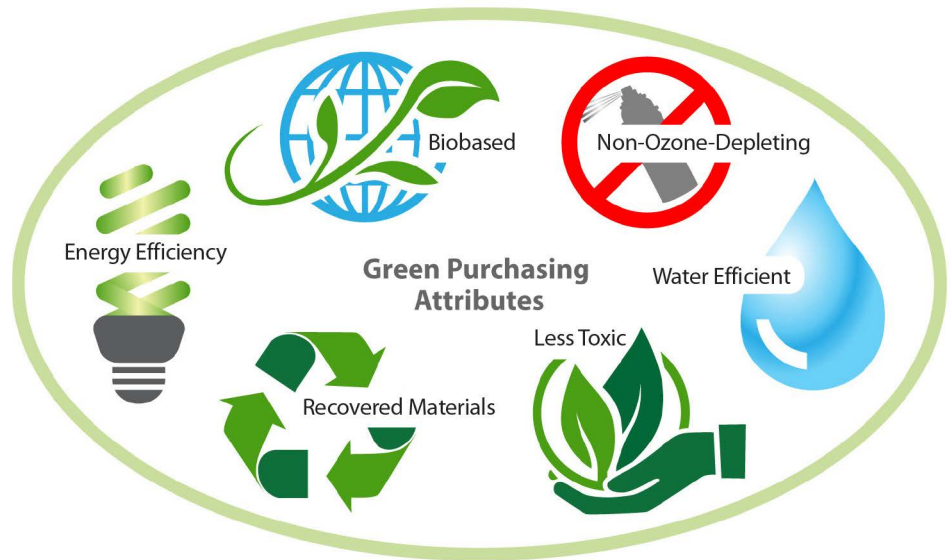 Biobased
Non-Ozone-Depleting
Energy Efficiency
Green Purchasing
Attributes
Water Efficient
Less Toxic
Recovered Materials